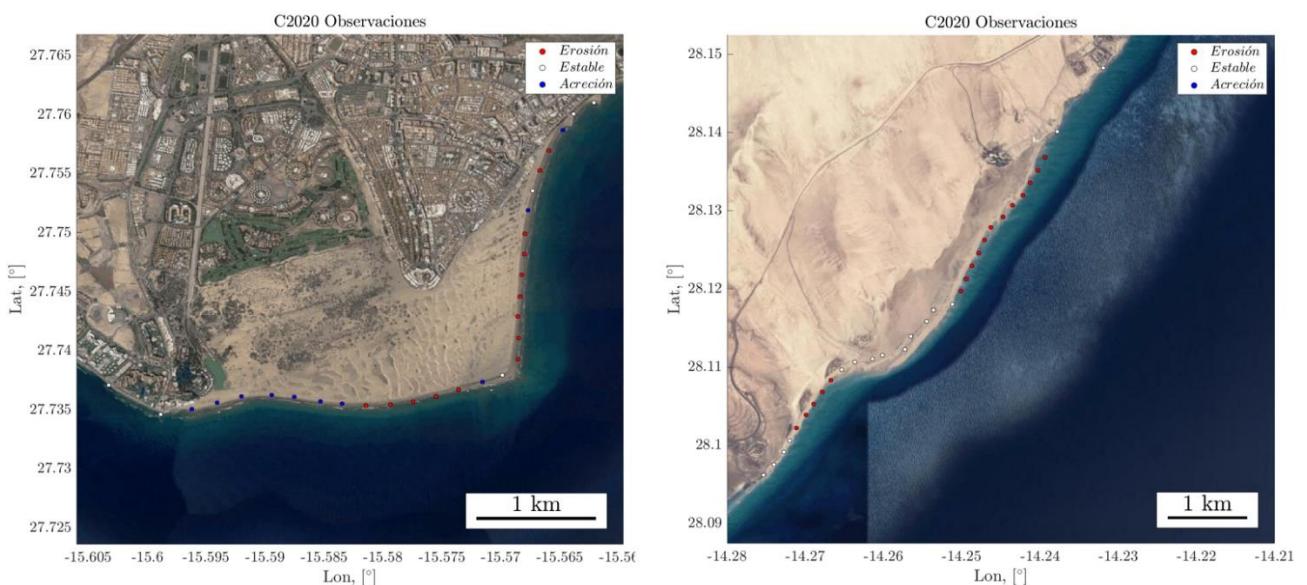 C2020 Observaciones
27.765
27.76
27.755
27.75
27.745
27.74
27.735
27.73
27.725
Lat, [°]
Erosión
Estable
Acreción
1 km
-15.605
-15.6
-15.595
-15.59
-15.585
-15.58
-15.575
-15.57
-15.565
-15.56
Lon, [°]
C2020 Observaciones
28.15
28.14
28.13
28.12
28.11
28.1
28.09
Lat, [°]
Erosión
Estable
Acreción
1 km
-14.28
-14.27
-14.26
-14.25
-14.24
-14.23
-14.22
-14.21
Lon, [°]